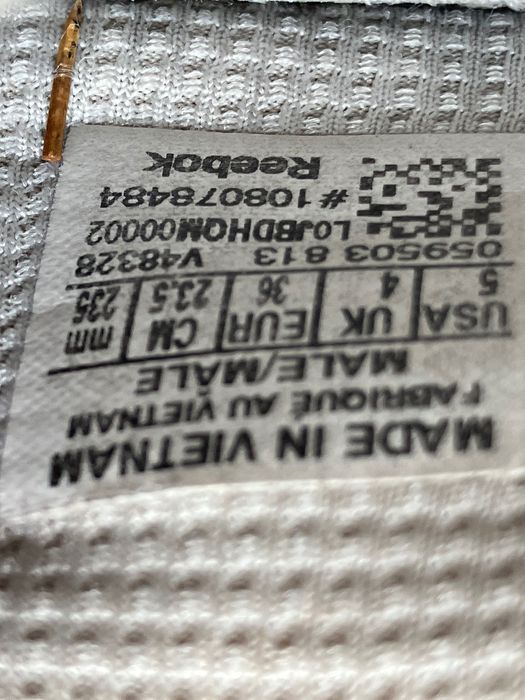 MADE IN VIETNAM
FABRIQUÉ AU VIETNAM
MALE/MALE
USA UK EUR CM mm
5 4 36 23.5 235
059503 813 V48328
L0JBDHQM00002
#108078484
Reebok